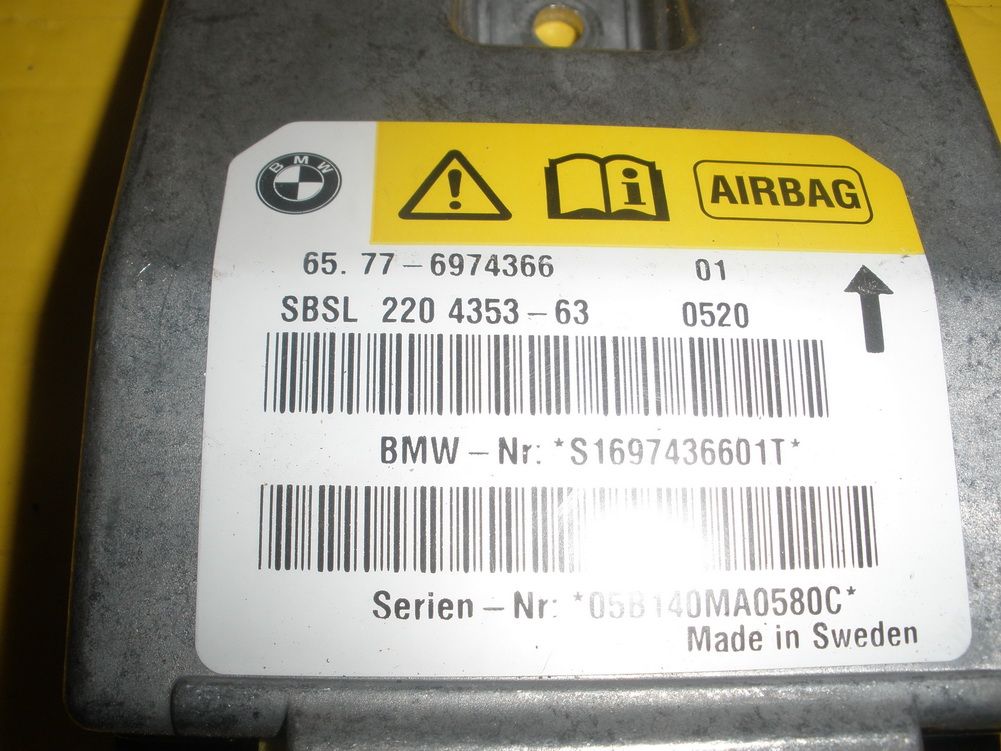 BMW
AIRBAG
65. 77 - 6974366 01
SBSL 220 4353 - 63 0520
BMW - Nr: *S1697436601T*
Serien - Nr: *05B140MA0580C*
Made in Sweden